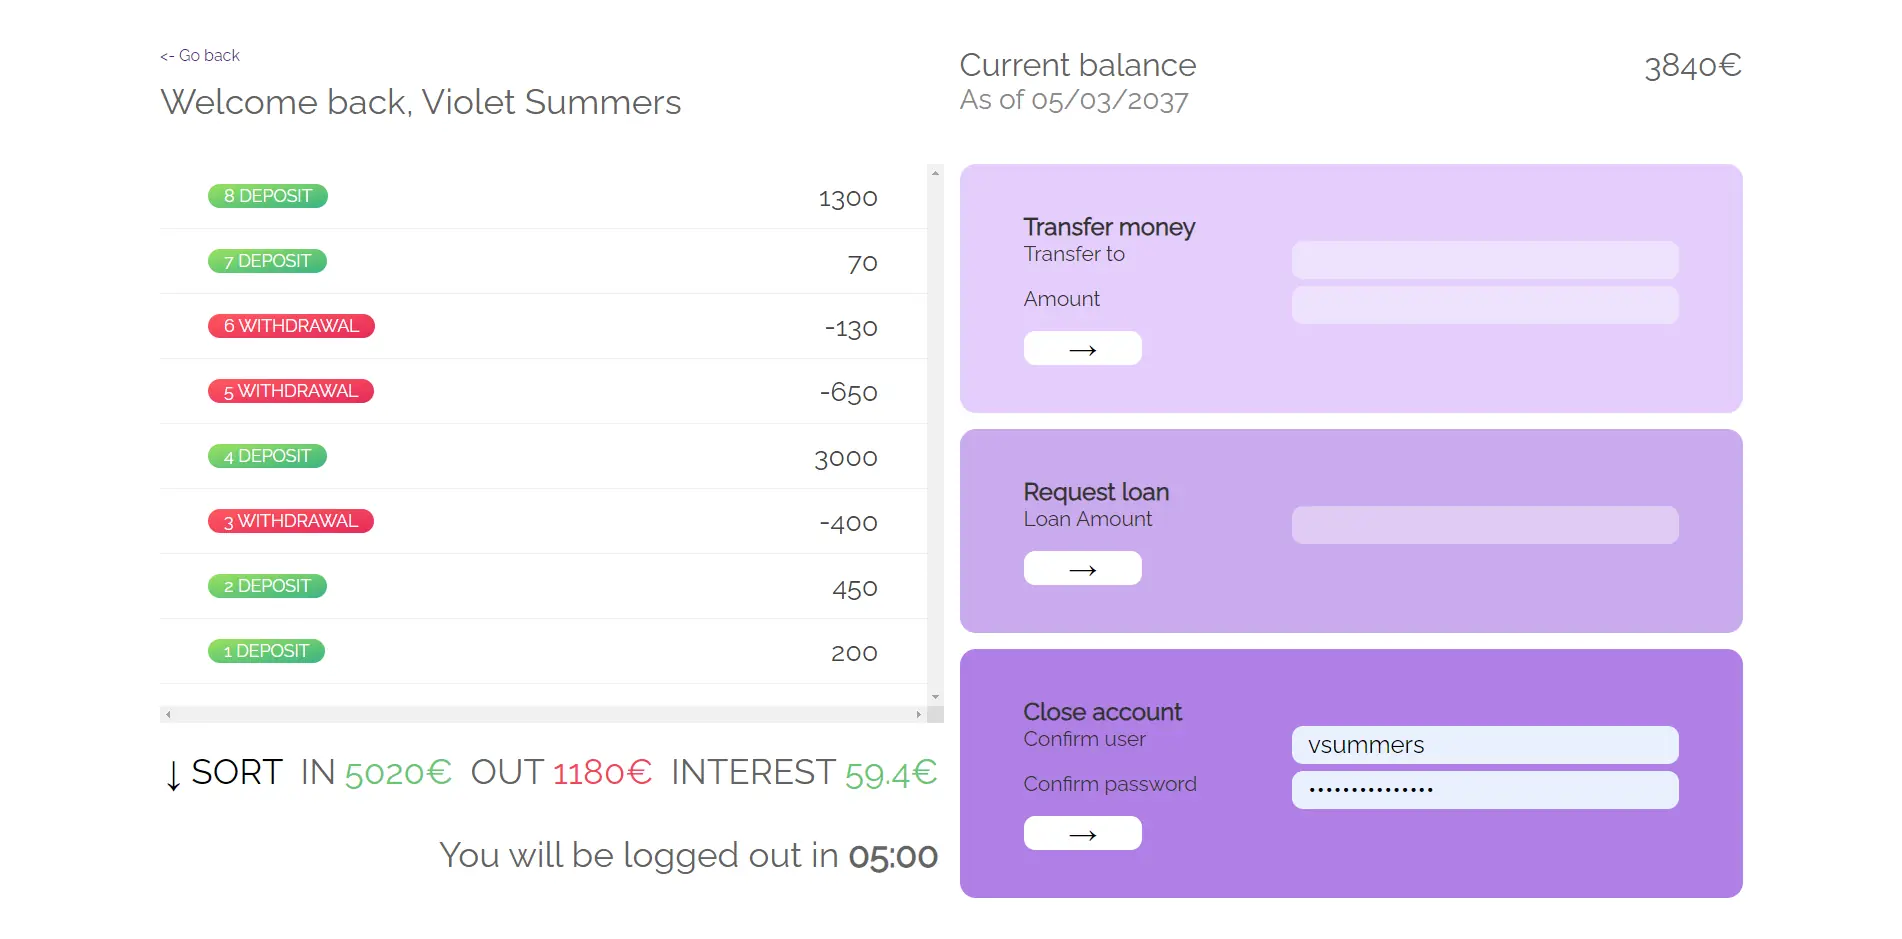 <- Go back
Welcome back, Violet Summers
Current balance
3840€
As of 05/03/2037
8 DEPOSIT
1300
7 DEPOSIT
70
6 WITHDRAWAL
-130
5 WITHDRAWAL
-650
4 DEPOSIT
3000
3 WITHDRAWAL
-400
2 DEPOSIT
450
1 DEPOSIT
200
↓ SORT IN 5020€ OUT 1180€ INTEREST 59.4€
You will be logged out in 05:00
Transfer money
Transfer to
Amount
→
Request loan
Loan Amount
→
Close account
Confirm user
vsummers
Confirm password
•••••••••••••••
→